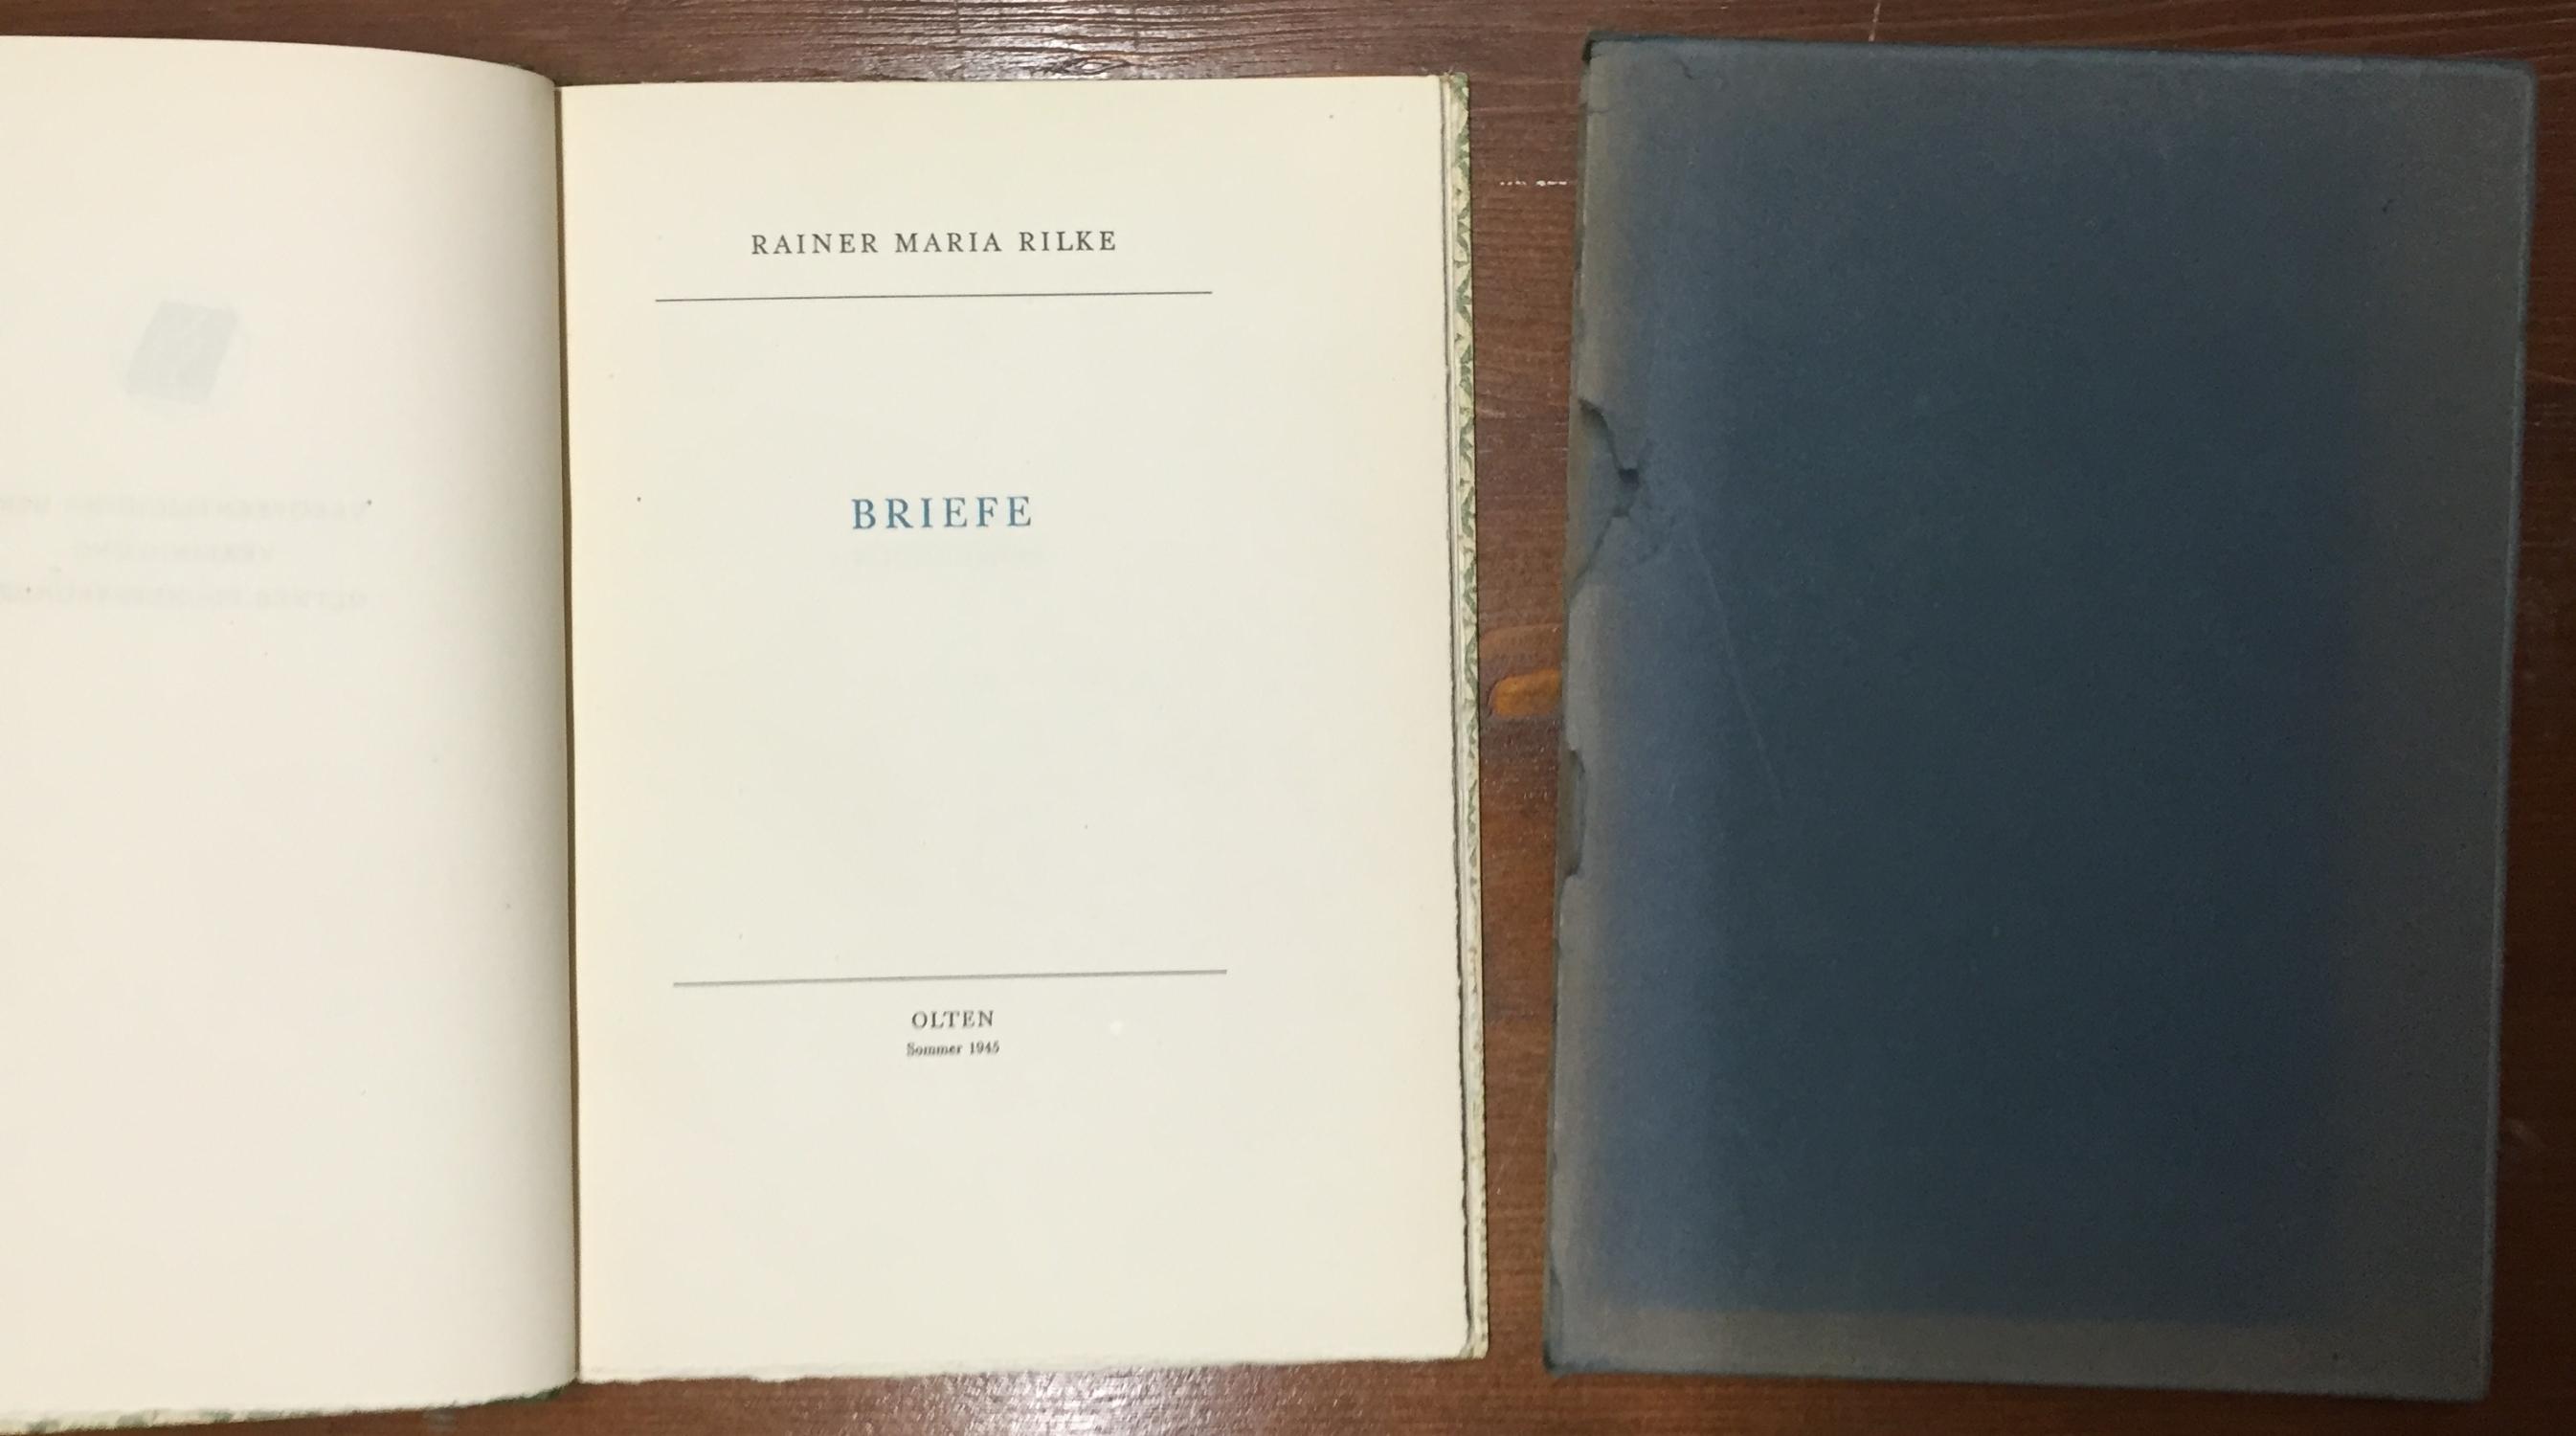 RAINER MARIA RILKE
BRIEFE
OLTEN
Sommer 1945